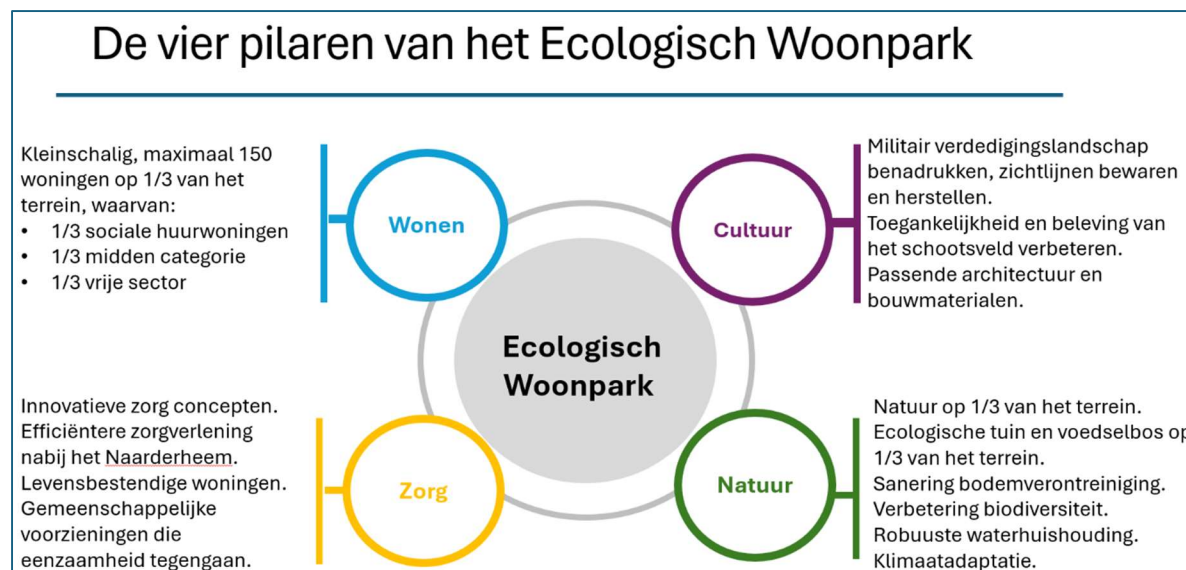 De vier pilaren van het Ecologisch Woonpark
Kleinschalig, maximaal 150
woningen op 1/3 van het
terrein, waarvan:
• 1/3 sociale huurwoningen
• 1/3 midden categorie
• 1/3 vrije sector
Wonen
Cultuur
Militair verdedigingslandschap
benadrukken, zichtlijnen bewaren
en herstellen.
Toegankelijkheid en beleving van
het schootsveld verbeteren.
Passende architectuur en
bouwmaterialen.
Ecologisch
Woonpark
Innovatieve zorg concepten.
Efficiëntere zorgverlening
nabij het Naarderheem.
Levensbestendige woningen.
Gemeenschappelijke
voorzieningen die
eenzaamheid tegengaan.
Zorg
Natuur
Natuur op 1/3 van het terrein.
Ecologische tuin en voedselbos op
1/3 van het terrein.
Sanering bodemverontreiniging.
Verbetering biodiversiteit.
Robuuste waterhuishouding.
Klimaatadaptatie.